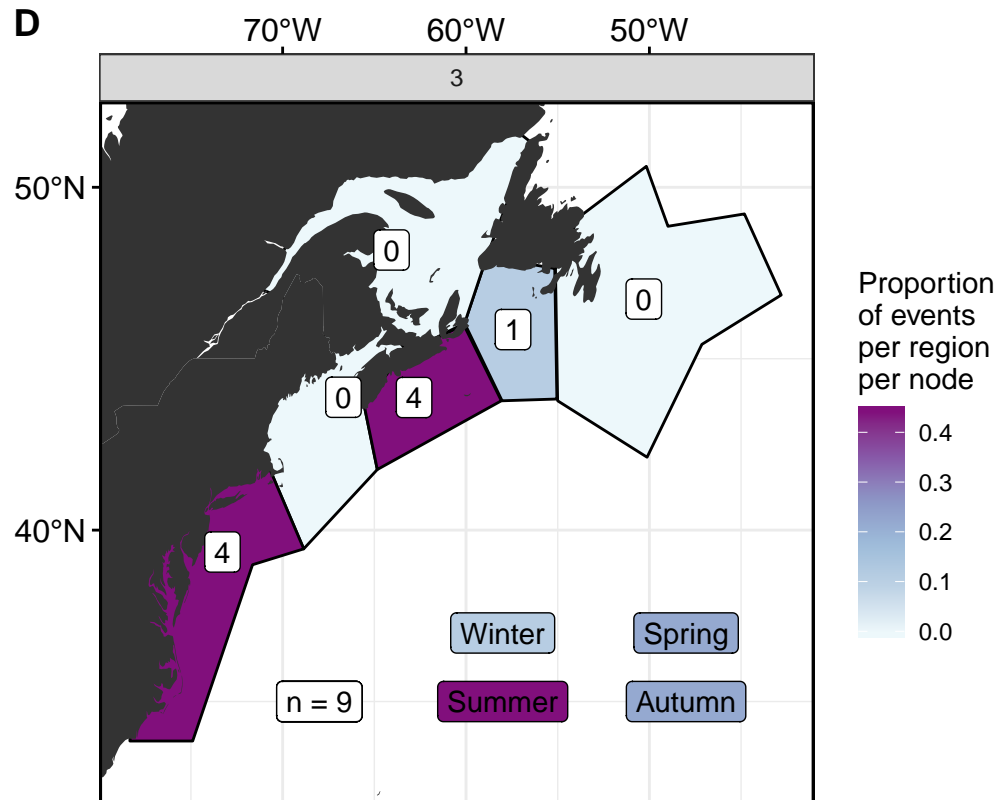 D
70°W 60°W 50°W
3
50°N
40°N
0
0
1
0
4
4
Winter Spring
n = 9 Summer Autumn
Proportion
of events
per region
per node
0.4
0.3
0.2
0.1
0.0